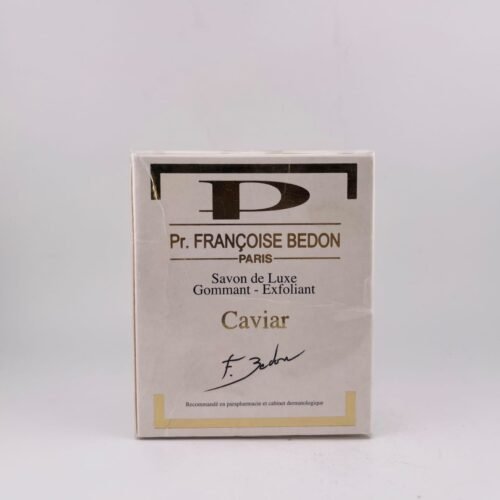 P
Pr. FRANÇOISE BEDON
PARIS
Savon de Luxe
Gommant - Exfoliant
Caviar
F. Bedon
Recommandé en parapharmacie et cabinet dermatologique